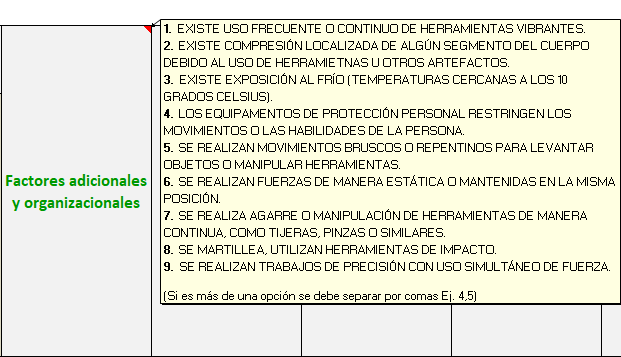 Factores adicionales
y organizacionales
1. EXISTE USO FRECUENTE O CONTINUO DE HERRAMIENTAS VIBRANTES.
2. EXISTE COMPRESIÓN LOCALIZADA DE ALGÚN SEGMENTO DEL CUERPO
DEBIDO AL USO DE HERRAMIETNAS U OTROS ARTEFACTOS.
3. EXISTE EXPOSICIÓN AL FRÍO (TEMPERATURAS CERCANAS A LOS 10
GRADOS CELSIUS).
4. LOS EQUIPAMENTOS DE PROTECCIÓN PERSONAL RESTRINGEN LOS
MOVIMIENTOS O LAS HABILIDADES DE LA PERSONA.
5. SE REALIZAN MOVIMIENTOS BRUSCOS O REPENTINOS PARA LEVANTAR
OBJETOS O MANIPULAR HERRAMIENTAS.
6. SE REALIZAN FUERZAS DE MANERA ESTÁTICA O MANTENIDAS EN LA MISMA
POSICIÓN.
7. SE REALIZA AGARRE O MANIPULACIÓN DE HERRAMIENTAS DE MANERA
CONTINUA, COMO TIJERAS, PINZAS O SIMILARES.
8. SE MARTILLEA, UTILIZAN HERRAMIENTAS DE IMPACTO.
9. SE REALIZAN TRABAJOS DE PRECISIÓN CON USO SIMULTÁNEO DE FUERZA.
(Si es más de una opción se debe separar por comas Ej. 4,5)